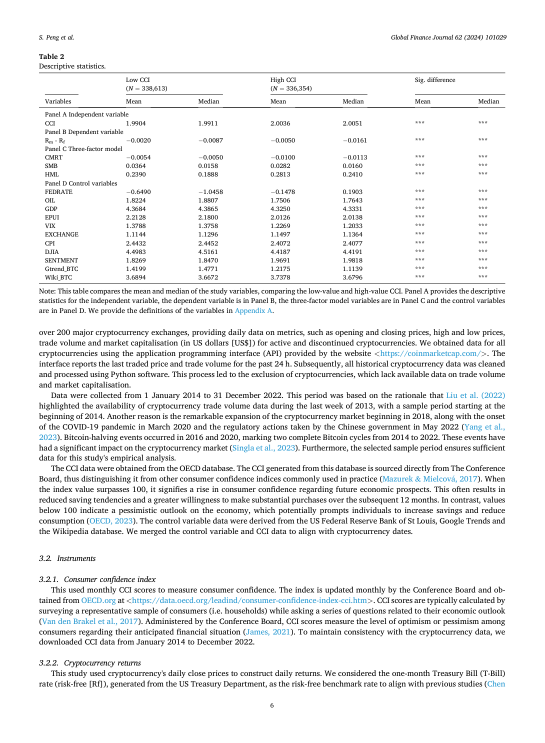 S. Peng et al.
Global Finance Journal 62 (2024) 101029
Table 2
Descriptive statistics.
Low CCI High CCI Sig. difference
(N = 338,613) (N = 336,354)
Variables Mean Median Mean Median Mean Median
Panel A Independent variable
CCI 1.9904 1.9911 2.0036 2.0051 *** ***
Panel B Dependent variable
Rm - Rf −0.0020 −0.0087 −0.0050 −0.0161 *** ***
Panel C Three-factor model
CMRT −0.0054 −0.0050 −0.0100 −0.0113 *** ***
SMB 0.0364 0.0158 0.0282 0.0160 *** ***
HML 0.2390 0.1888 0.2813 0.2410 *** ***
Panel D Control variables
FEDRATE −0.6490 −1.0458 −0.1478 0.1903 *** ***
OIL 1.8224 1.8807 1.7506 1.7643 *** ***
GDP 4.3684 4.3865 4.3250 4.3331 *** ***
EPUI 2.2128 2.1800 2.0126 2.0138 *** ***
VIX 1.3788 1.3758 1.2269 1.2033 *** ***
EXCHANGE 1.1144 1.1296 1.1497 1.1364 *** ***
CPI 2.4432 2.4452 2.4072 2.4077 *** ***
DJIA 4.4983 4.5161 4.4187 4.4191 *** ***
SENTMENT 1.8269 1.8470 1.9691 1.9818 *** ***
Gtrend_BTC 1.4199 1.4771 1.2175 1.1139 *** ***
Wiki_BTC 3.6894 3.6672 3.7378 3.6796 *** ***
Note: This table compares the mean and median of the study variables, comparing the low-value and high-value CCI. Panel A provides the descriptive
statistics for the independent variable, the dependent variable is in Panel B, the three-factor model variables are in Panel C and the control variables
are in Panel D. We provide the definitions of the variables in Appendix A.
over 200 major cryptocurrency exchanges, providing daily data on metrics, such as opening and closing prices, high and low prices,
trade volume and market capitalisation (in US dollars [US$]) for active and discontinued cryptocurrencies. We obtained data for all
cryptocurrencies using the application programming interface (API) provided by the website <https://coinmarketcap.com/>. The
interface reports the last traded price and trade volume for the past 24 h. Subsequently, all historical cryptocurrency data was cleaned
and processed using Python software. This process led to the exclusion of cryptocurrencies, which lack available data on trade volume
and market capitalisation.
Data were collected from 1 January 2014 to 31 December 2022. This period was based on the rationale that Liu et al. (2022)
highlighted the availability of cryptocurrency trade volume data during the last week of 2013, with a sample period starting at the
beginning of 2014. Another reason is the remarkable expansion of the cryptocurrency market beginning in 2018, along with the onset
of the COVID-19 pandemic in March 2020 and the regulatory actions taken by the Chinese government in May 2022 (Yang et al.,
2023). Bitcoin-halving events occurred in 2016 and 2020, marking two complete Bitcoin cycles from 2014 to 2022. These events have
had a significant impact on the cryptocurrency market (Singla et al., 2023). Furthermore, the selected sample period ensures sufficient
data for this study's empirical analysis.
The CCI data were obtained from the OECD database. The CCI generated from this database is sourced directly from The Conference
Board, thus distinguishing it from other consumer confidence indices commonly used in practice (Mazurek & Mielcová, 2017). When
the index value surpasses 100, it signifies a rise in consumer confidence regarding future economic prospects. This often results in
reduced saving tendencies and a greater willingness to make substantial purchases over the subsequent 12 months. In contrast, values
below 100 indicate a pessimistic outlook on the economy, which potentially prompts individuals to increase savings and reduce
consumption (OECD, 2023). The control variable data were derived from the US Federal Reserve Bank of St Louis, Google Trends and
the Wikipedia database. We merged the control variable and CCI data to align with cryptocurrency dates.
3.2. Instruments
3.2.1. Consumer confidence index
This used monthly CCI scores to measure consumer confidence. The index is updated monthly by the Conference Board and ob-
tained from OECD.org at <https://data.oecd.org/leadind/consumer-confidence-index-cci.htm>. CCI scores are typically calculated by
surveying a representative sample of consumers (i.e. households) while asking a series of questions related to their economic outlook
(Van den Brakel et al., 2017). Administered by the Conference Board, CCI scores measure the level of optimism or pessimism among
consumers regarding their anticipated financial situation (James, 2021). To maintain consistency with the cryptocurrency data, we
downloaded CCI data from January 2014 to December 2022.
3.2.2. Cryptocurrency returns
This study used cryptocurrency's daily close prices to construct daily returns. We considered the one-month Treasury Bill (T-Bill)
rate (risk-free [Rf]), generated from the US Treasury Department, as the risk-free benchmark rate to align with previous studies (Chen
6